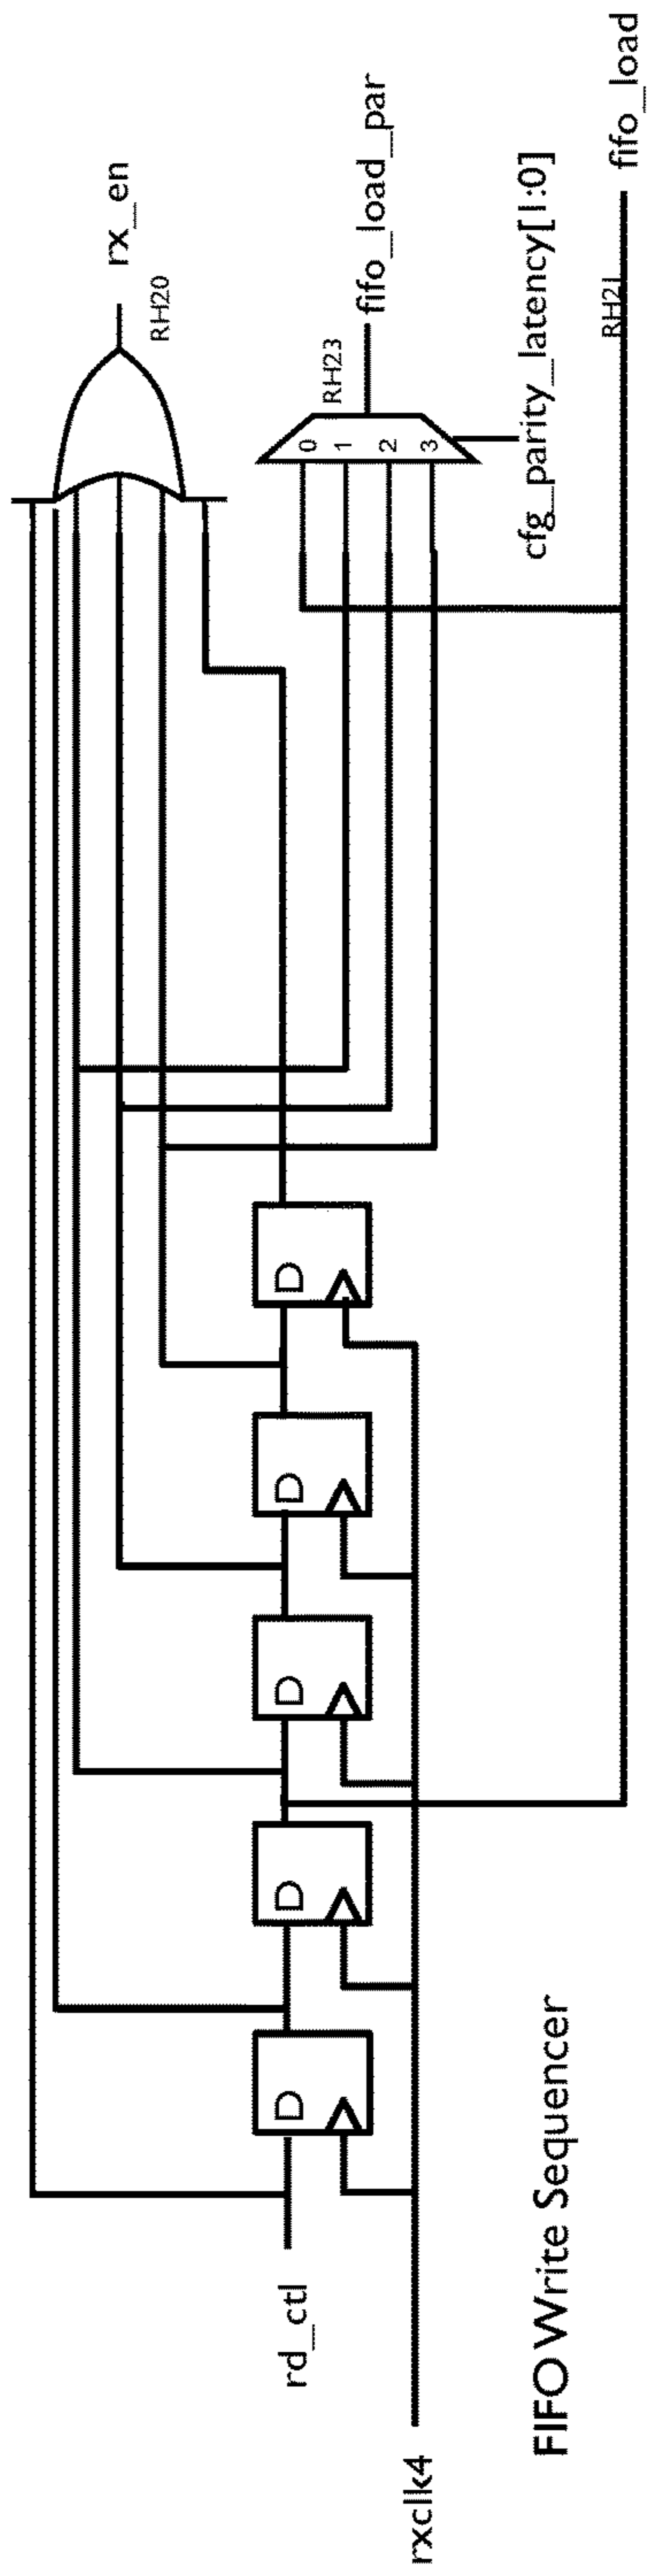 rx_en
RH20
fifo_load_par
RH23
0
1
2
3
cfg_parity_latency[1:0]
RH21
fifo_load
D
D
D
D
D
rd_ctl
rxclk4
FIFO Write Sequencer